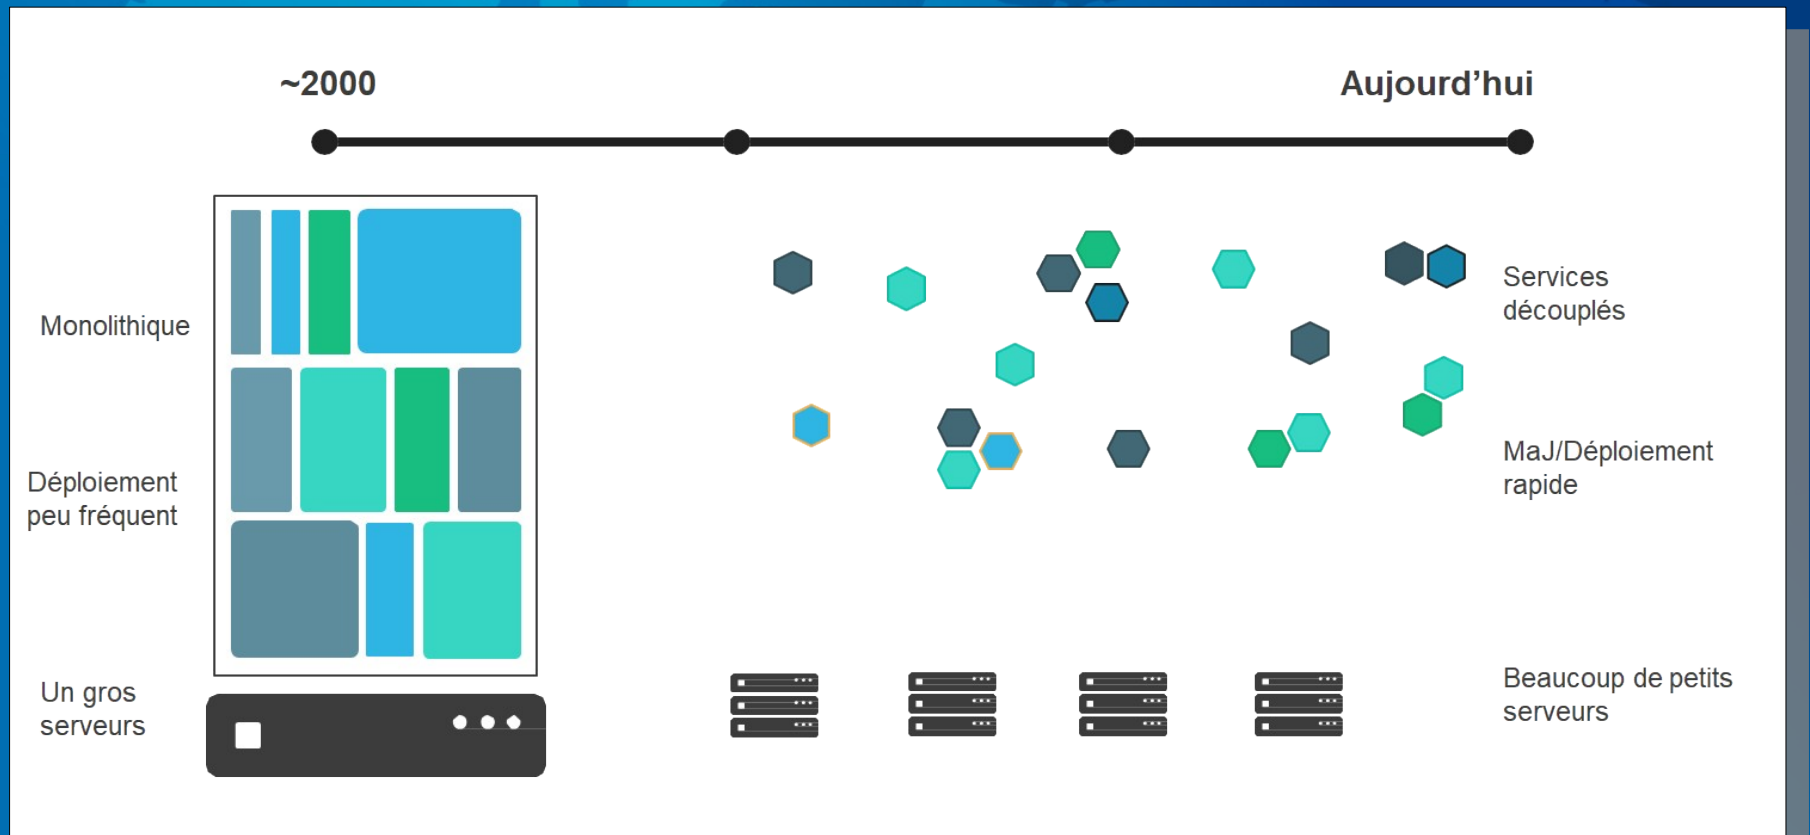 ~2000
Aujourd’hui
Monolithique
Déploiement
peu fréquent
Un gros
serveurs
Services
découplés
MaJ/Déploiement
rapide
Beaucoup de petits
serveurs